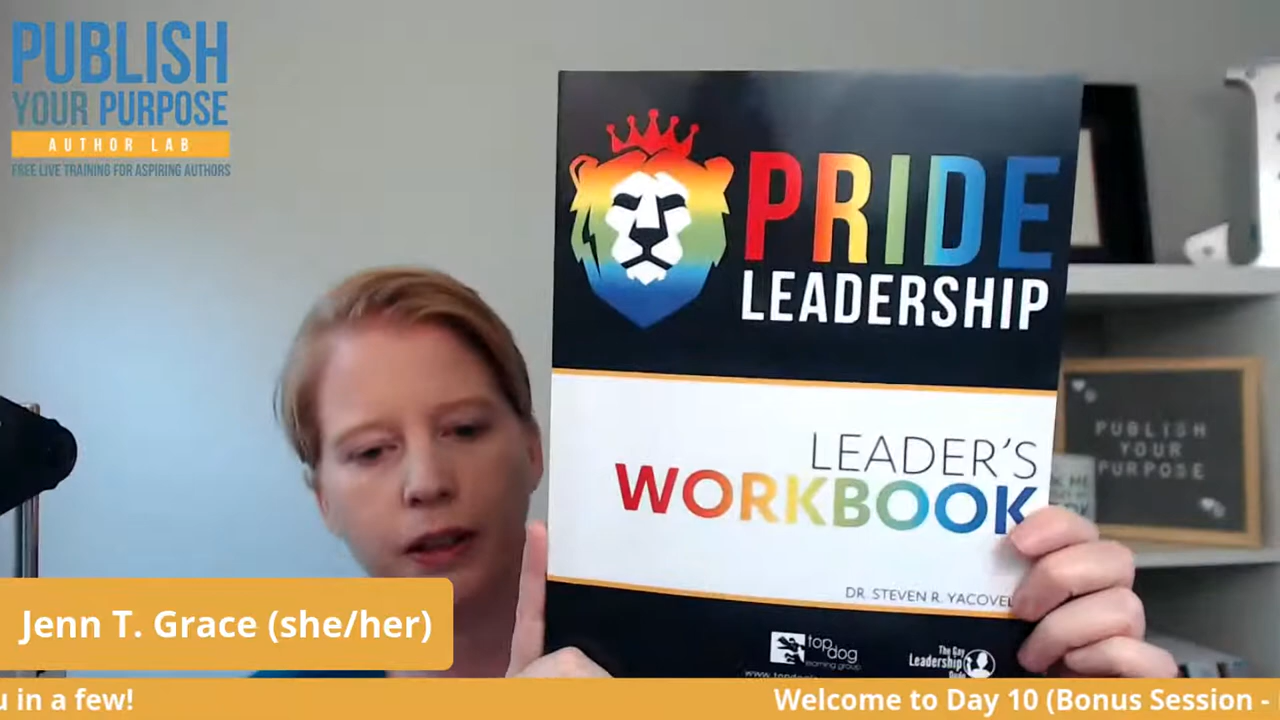 PUBLISH
YOUR PURPOSE
AUTHOR LAB
FREE LIVE TRAINING FOR ASPIRING AUTHORS
PRIDE
LEADERSHIP
LEADER'S
WORKBOOK
DR. STEVEN R. YACOVEL
top
dog
learning group
The Gay
Leadership
PUBLISH
YOUR
PURPOSE
Jenn T. Grace (she/her)
u in a few!
Welcome to Day 10 (Bonus Session -